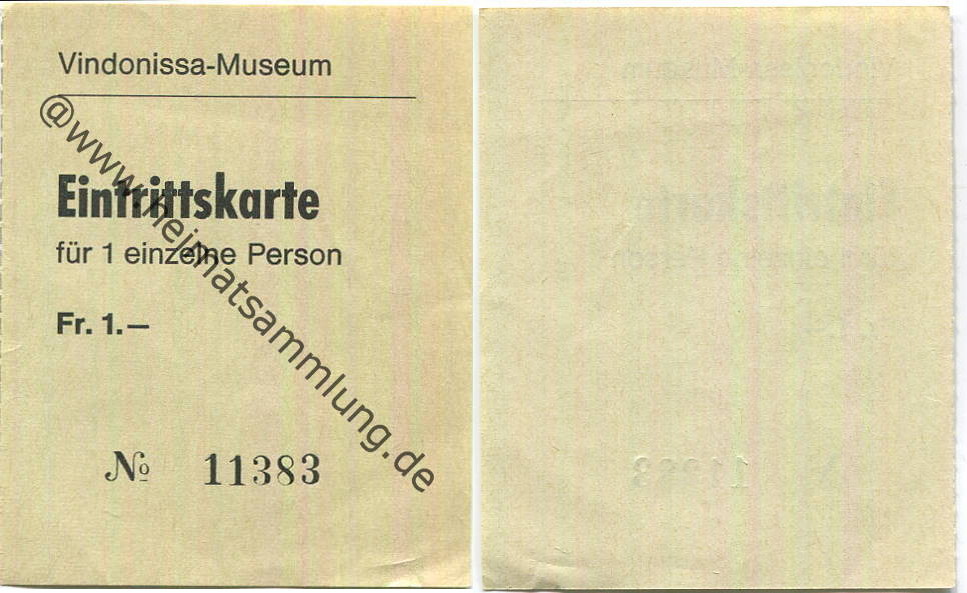 Vindonissa-Museum
Eintrittskarte
für 1 einzelne Person
Fr. 1.—
№ 11383
@www.heimatsammlung.de